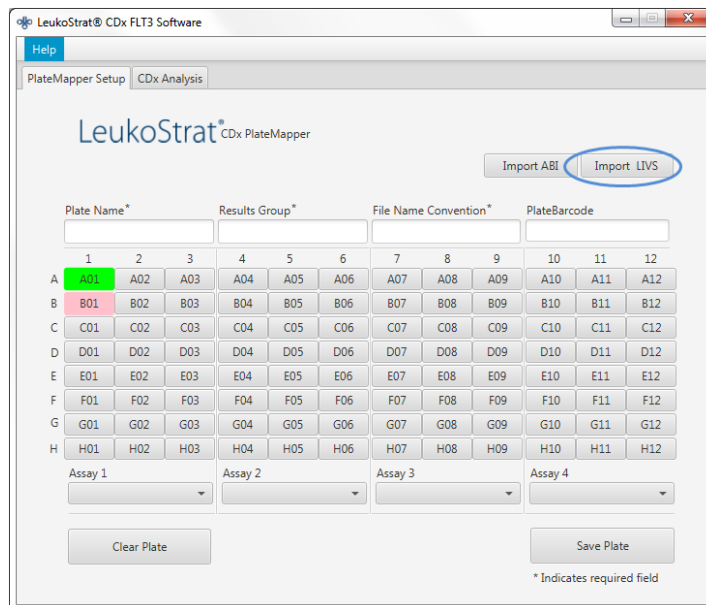 LeukoStrat® CDx FLT3 Software
Help
PlateMapper Setup CDx Analysis
LeukoStrat® CDx PlateMapper
Import ABI Import LIVS
Plate Name* Results Group* File Name Convention* PlateBarcode
1 2 3 4 5 6 7 8 9 10 11 12
A A01 A02 A03 A04 A05 A06 A07 A08 A09 A10 A11 A12
B B01 B02 B03 B04 B05 B06 B07 B08 B09 B10 B11 B12
C C01 C02 C03 C04 C05 C06 C07 C08 C09 C10 C11 C12
D D01 D02 D03 D04 D05 D06 D07 D08 D09 D10 D11 D12
E E01 E02 E03 E04 E05 E06 E07 E08 E09 E10 E11 E12
F F01 F02 F03 F04 F05 F06 F07 F08 F09 F10 F11 F12
G G01 G02 G03 G04 G05 G06 G07 G08 G09 G10 G11 G12
H H01 H02 H03 H04 H05 H06 H07 H08 H09 H10 H11 H12
Assay 1 Assay 2 Assay 3 Assay 4
Clear Plate Save Plate
* Indicates required field